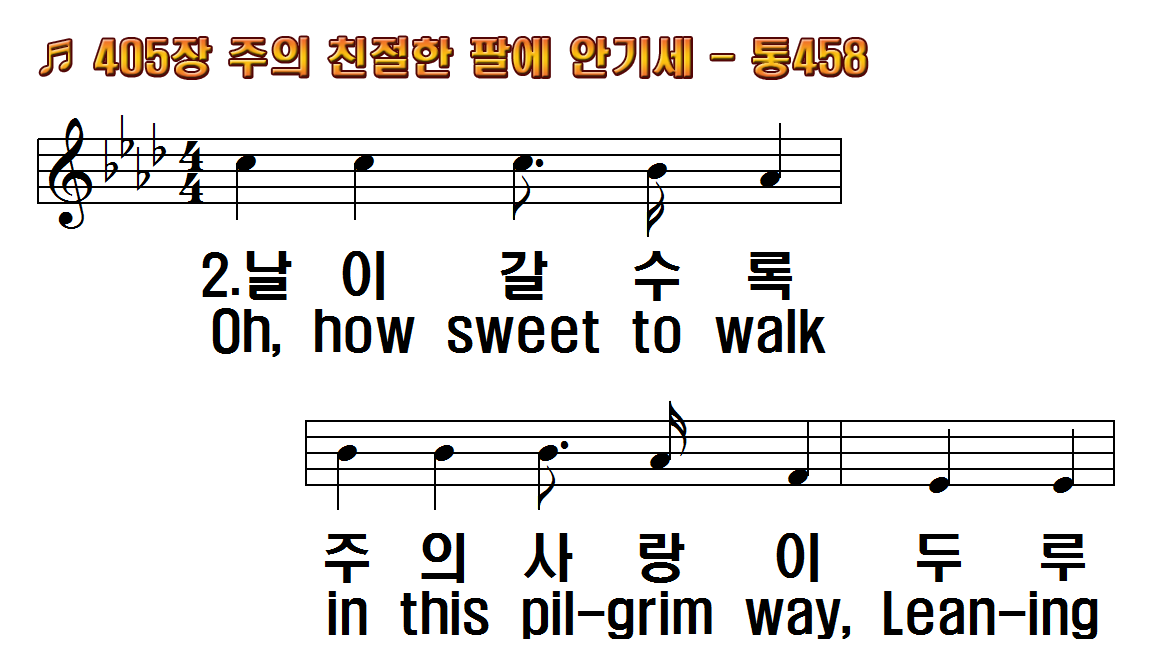 ♬ 405장 주의 친절한 팔에 안기세 - 통458
2.날 이 갈 수 록
Oh, how sweet to walk
주 의 사 랑 이 두 루
in this pil-grim way, Lean-ing